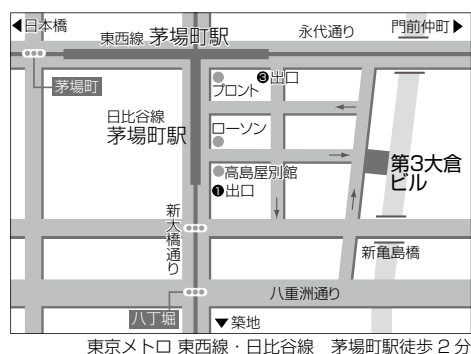 ◀日本橋
東西線 茅場町駅
永代通り
門前仲町▶
茅場町
プロント
❸出口
日比谷線
茅場町駅
ローソン
高島屋別館
❶出口
第3大倉
ビル
新大橋通り
新亀島橋
八重洲通り
八丁堀
▼築地
東京メトロ 東西線・日比谷線　茅場町駅徒歩 2 分